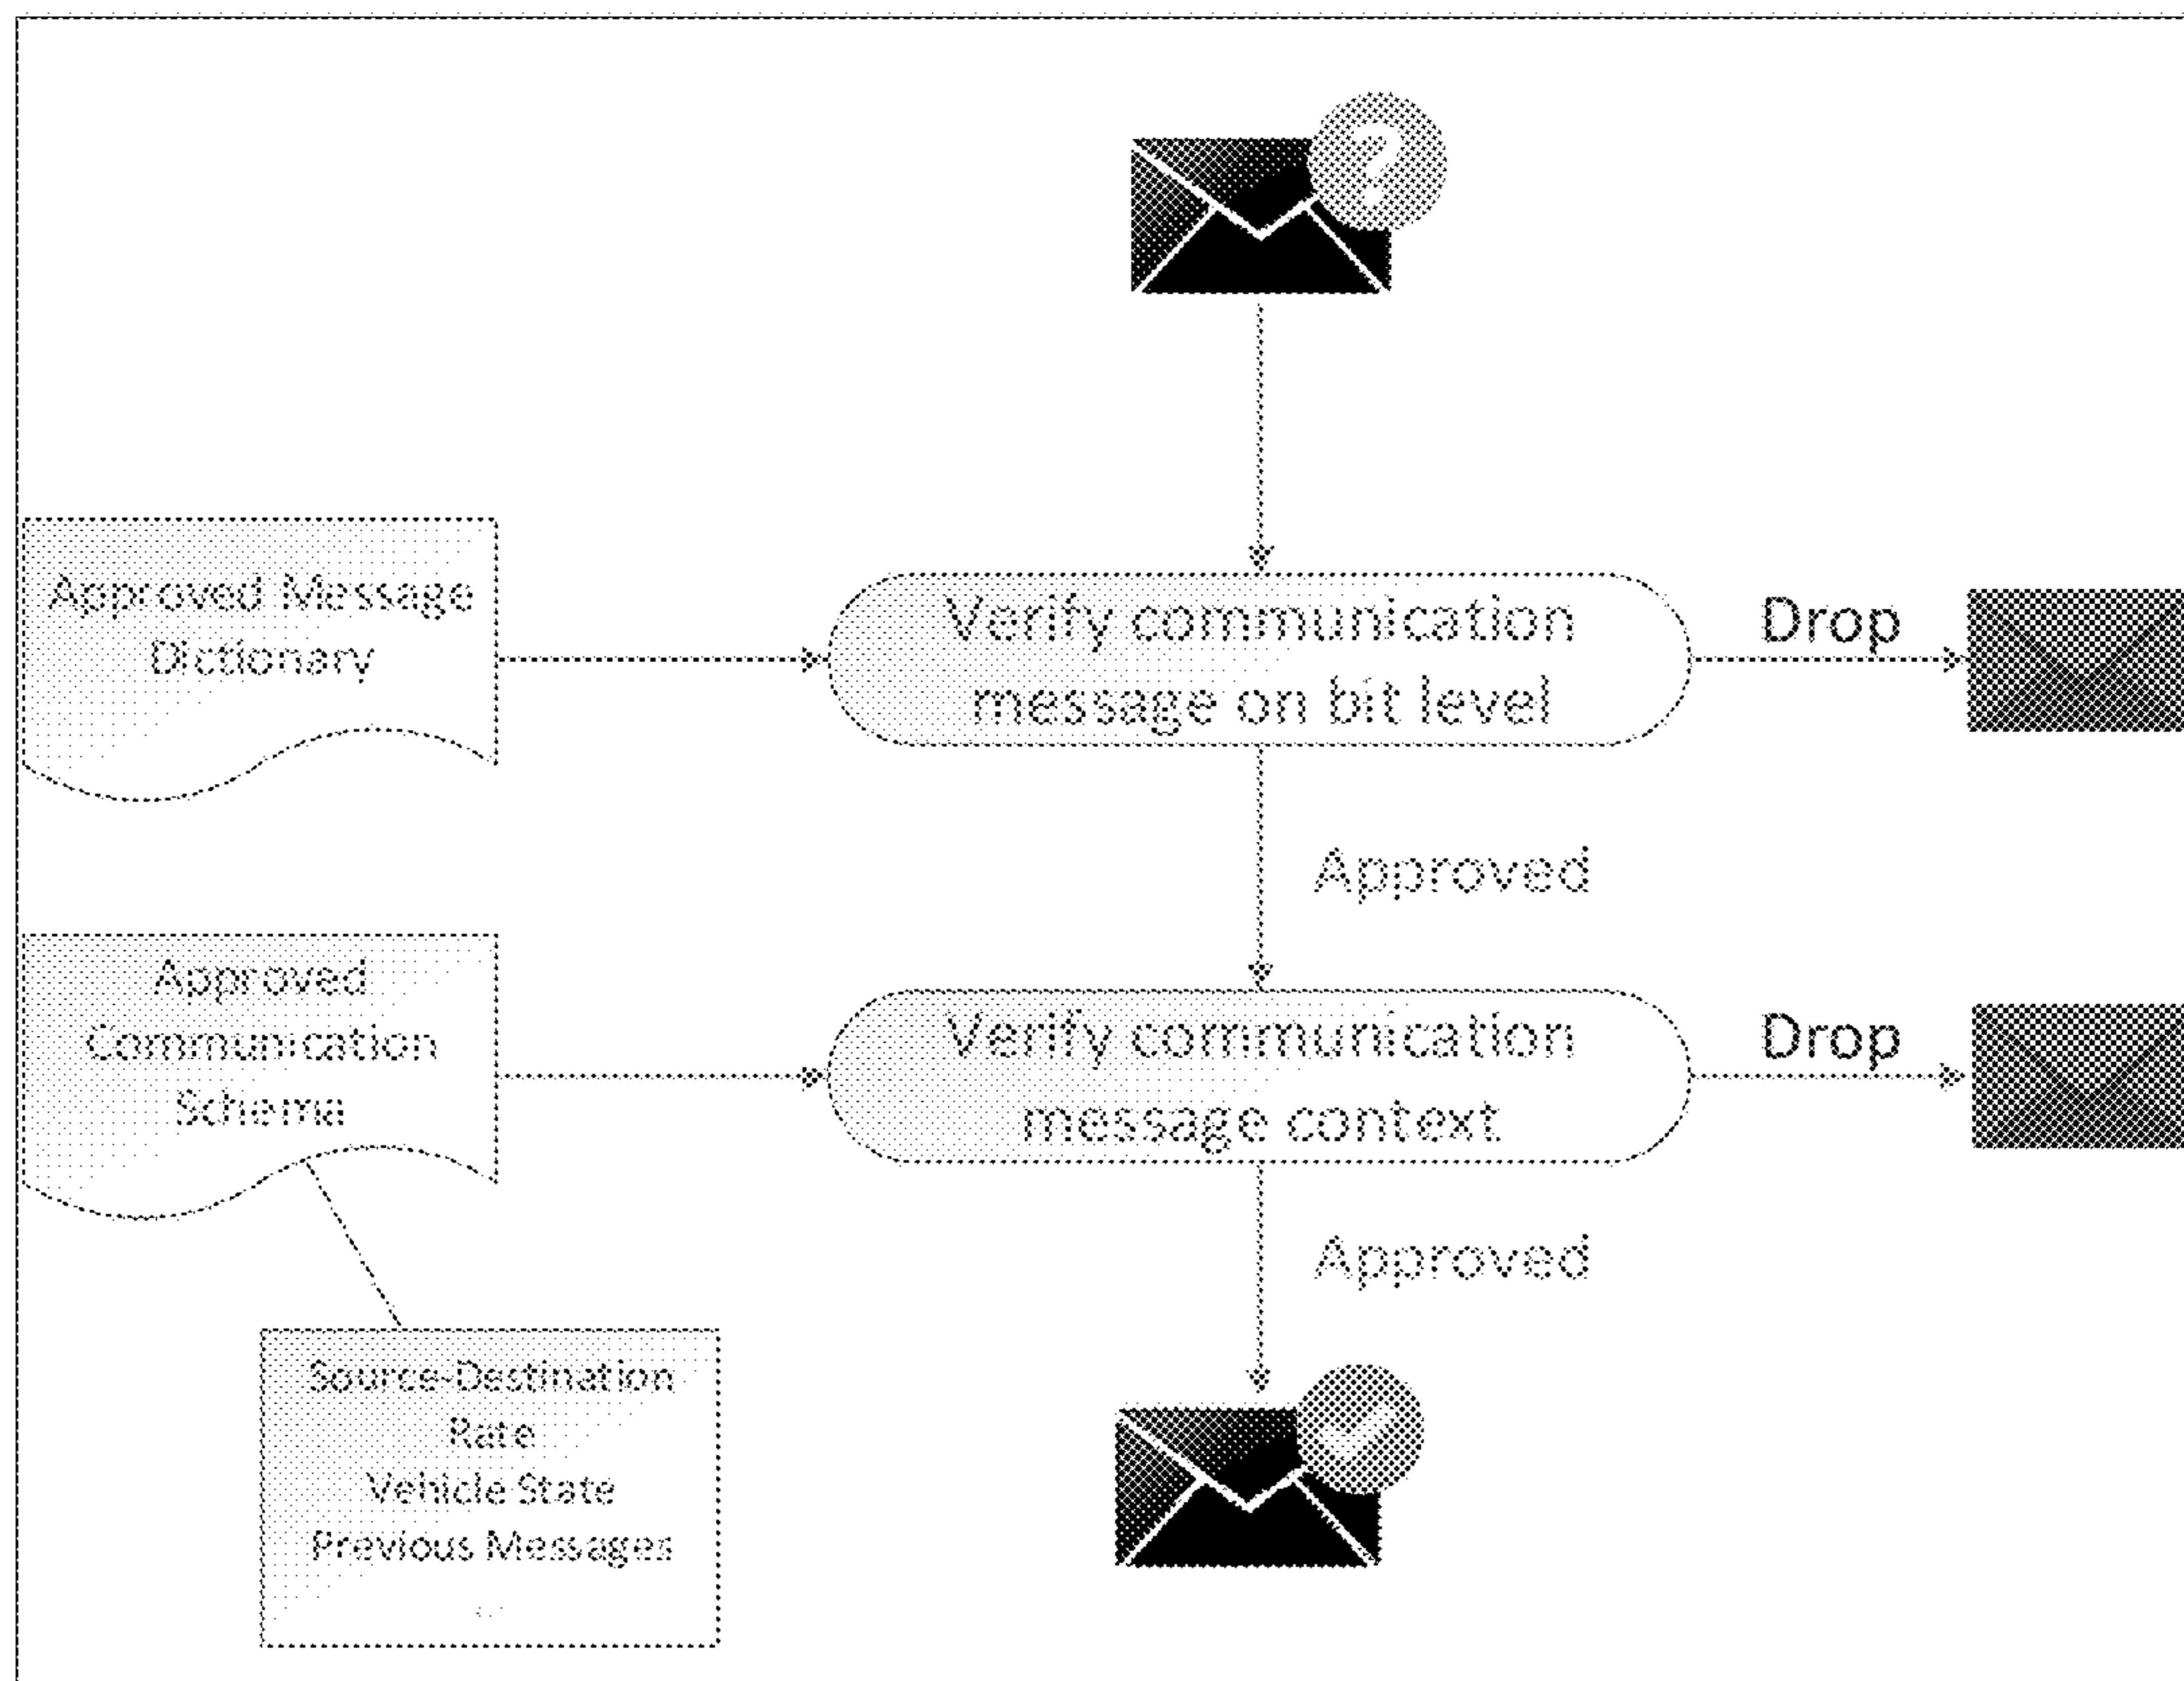 ?
Approved Message
Dictionary
Verify communication
message on bit level
Drop
Approved
Approved
Communication
Schema
Verify communication
message context
Drop
Approved
Source-Destination
Rate
Vehicle State
Previous Messages